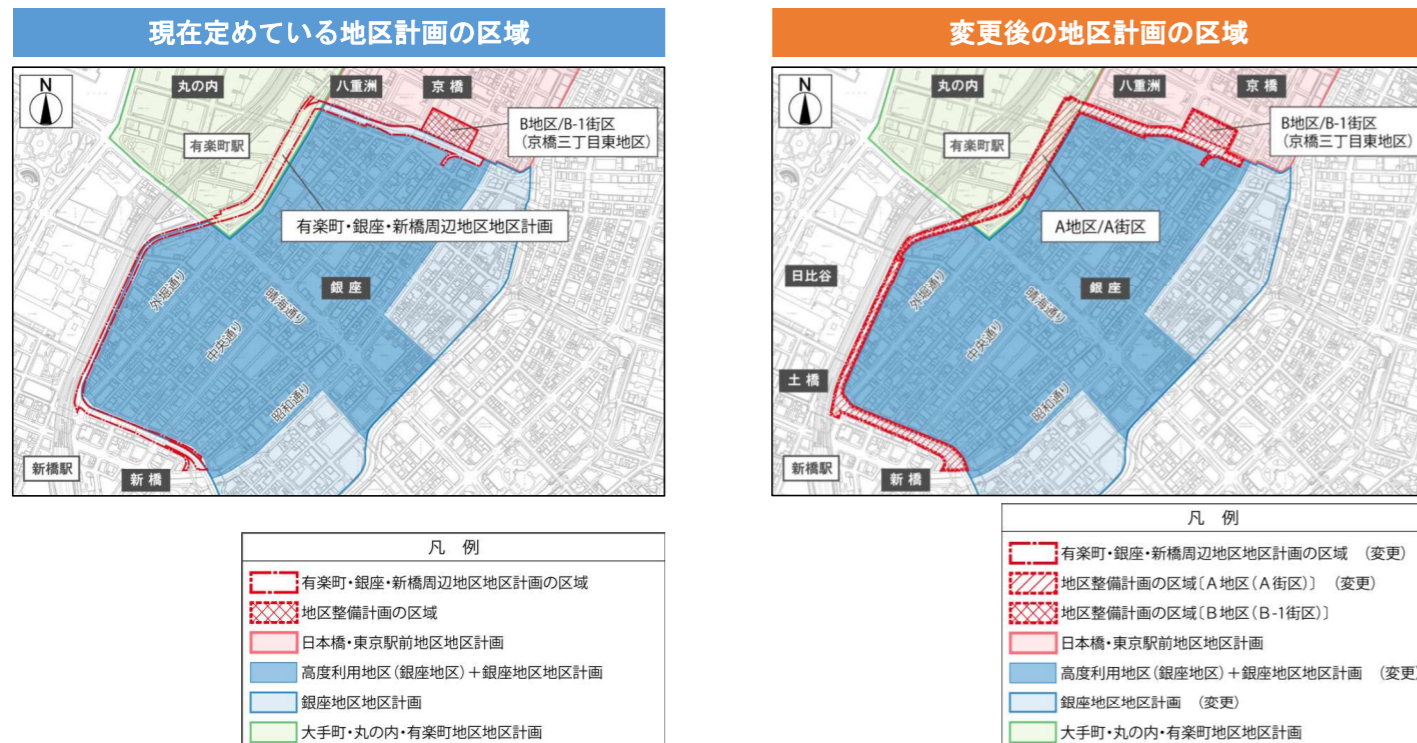 現在定めている地区計画の区域
N
丸の内
八重洲
京橋
有楽町駅
B地区/B-1街区
(京橋三丁目東地区)
有楽町・銀座・新橋周辺地区地区計画
銀座
外堀通り
晴海通り
中央通り
昭和通り
新橋駅
新橋
凡 例
有楽町・銀座・新橋周辺地区地区計画の区域
地区整備計画の区域
日本橋・東京駅前地区地区計画
高度利用地区(銀座地区)+銀座地区地区計画
銀座地区地区計画
大手町・丸の内・有楽町地区地区計画
変更後の地区計画の区域
N
丸の内
八重洲
京橋
有楽町駅
B地区/B-1街区
(京橋三丁目東地区)
A地区/A街区
日比谷
銀座
外堀通り
晴海通り
中央通り
土橋
昭和通り
新橋駅
新橋
凡 例
有楽町・銀座・新橋周辺地区地区計画の区域 (変更)
地区整備計画の区域〔A地区(A街区)〕 (変更)
地区整備計画の区域〔B地区(B-1街区)〕
日本橋・東京駅前地区地区計画
高度利用地区(銀座地区)+銀座地区地区計画 (変更
銀座地区地区計画 (変更)
大手町・丸の内・有楽町地区地区計画